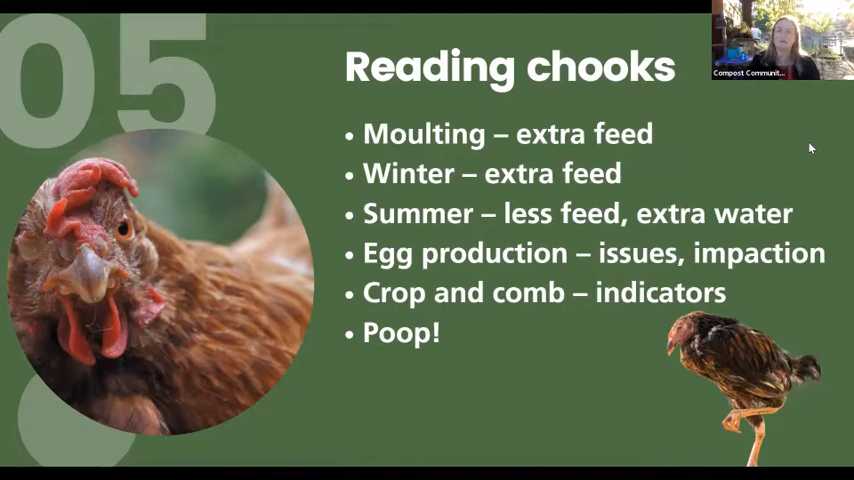 05
Reading chooks
• Moulting – extra feed
• Winter – extra feed
• Summer – less feed, extra water
• Egg production – issues, impaction
• Crop and comb – indicators
• Poop!
Compost Communit...